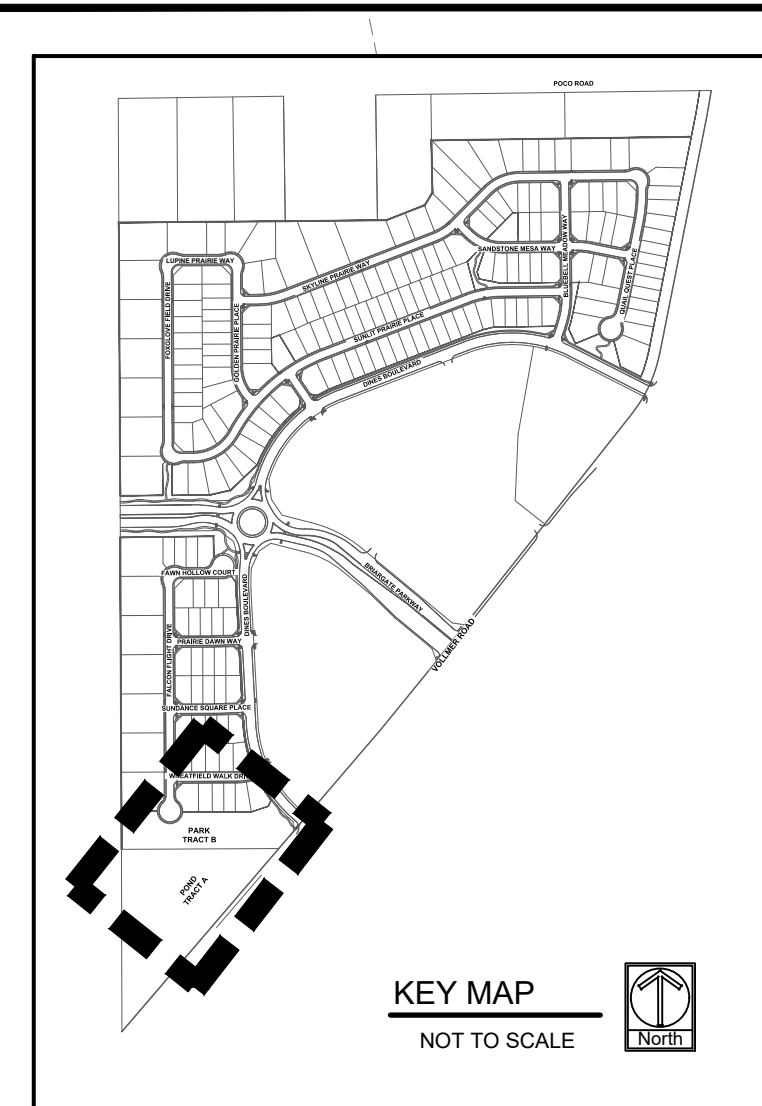 POCO ROAD
LUPINE PRAIRIE WAY
SKYLINE PRAIRIE WAY
SANDSTONE MESA WAY
BLUEBELL MEADOW WAY
QUAIL QUEST PLACE
FOXGLOVE FIELD DRIVE
GOLDEN PRAIRIE PLACE
SUNLIT PRAIRIE PLACE
DINES BOULEVARD
FAWN HOLLOW COURT
DINES BOULEVARD
BRIARGATE PARKWAY
VOLLMER ROAD
FALCON FLIGHT DRIVE
PRAIRIE DAWN WAY
SUNDANCE SQUARE PLACE
WHEATFIELD WALK DRI
PARK
TRACT B
POND
TRACT A
KEY MAP
NOT TO SCALE
North